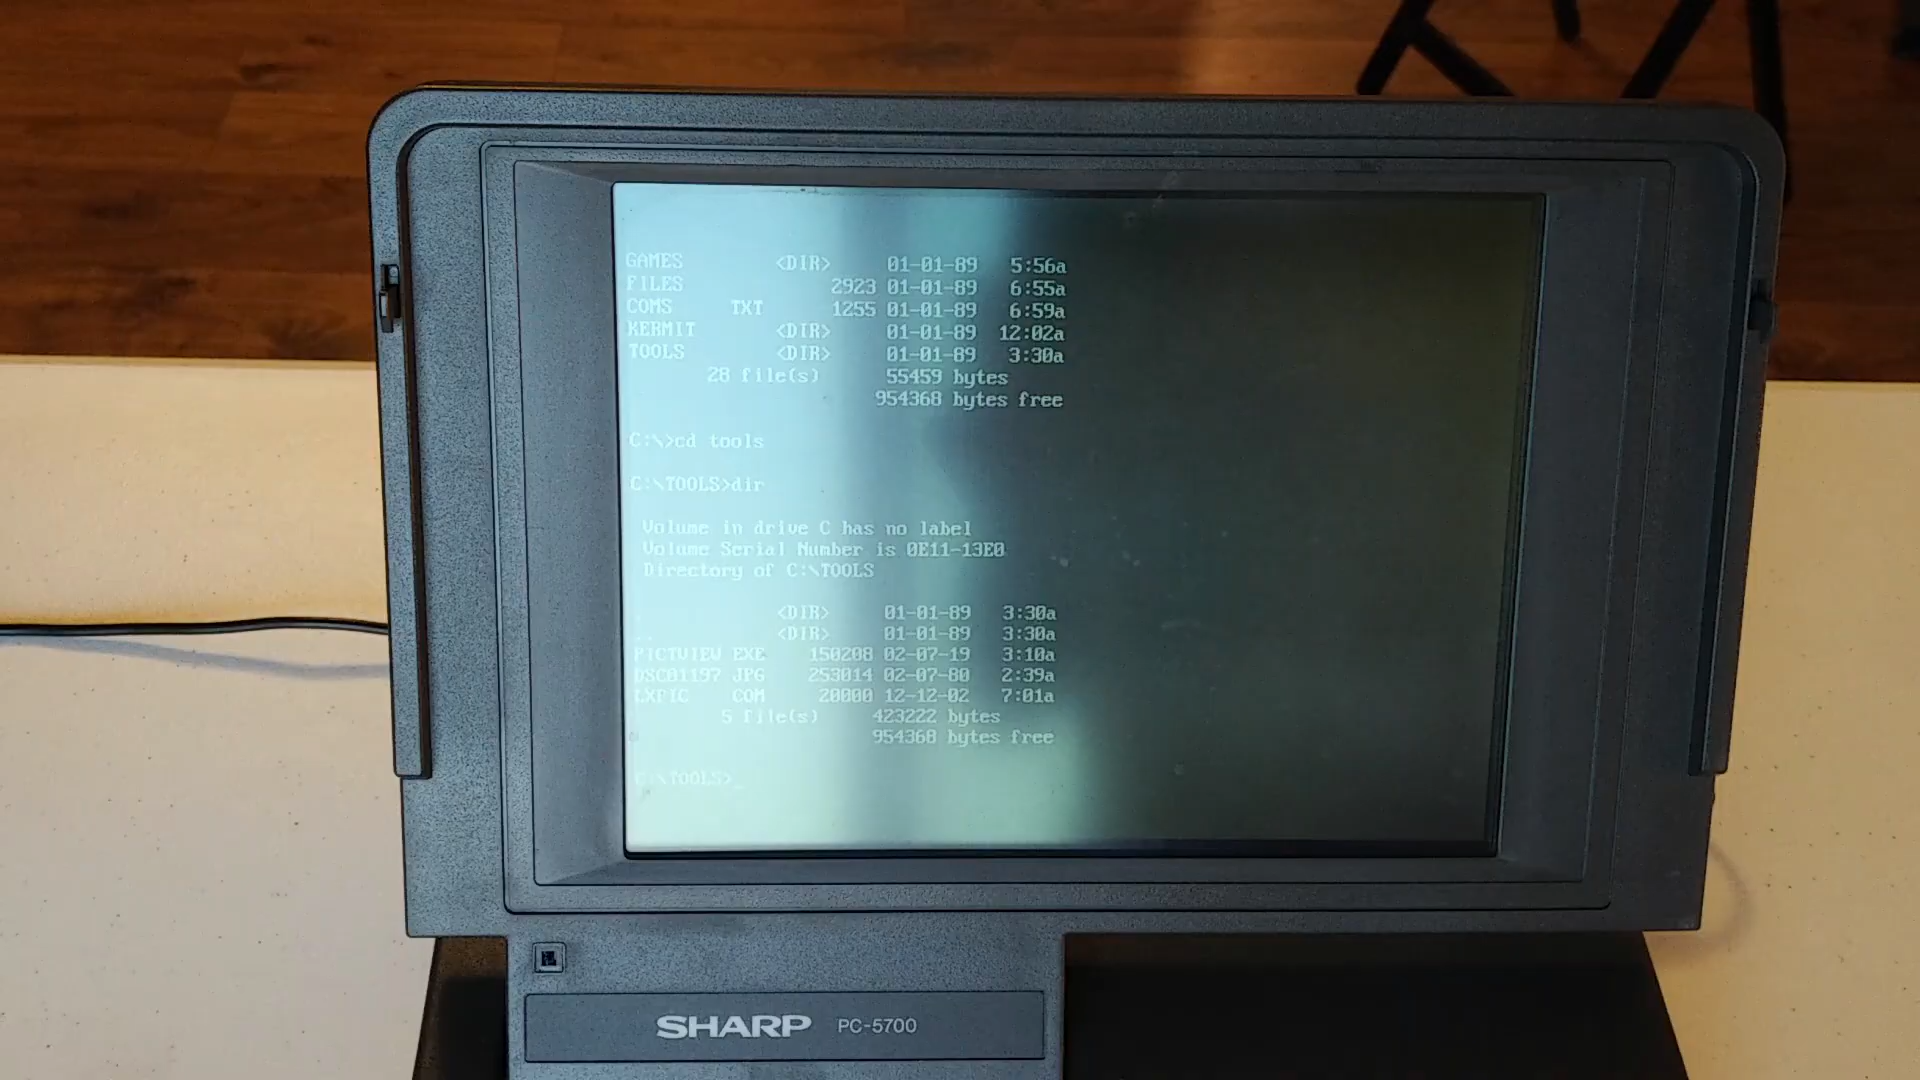 GAMES <DIR> 01-01-89 5:56a
FILES 2923 01-01-89 6:55a
COMS TXT 1255 01-01-89 6:59a
KERMIT <DIR> 01-01-89 12:02a
TOOLS <DIR> 01-01-89 3:30a
28 file(s) 55459 bytes
954368 bytes free
C:\>cd tools
C:\TOOLS>dir
Volume in drive C has no label
Volume Serial Number is 0E11-13E0
Directory of C:\TOOLS
. <DIR> 01-01-89 3:30a
.. <DIR> 01-01-89 3:30a
PICTVIEW EXE 150208 02-07-19 3:10a
DSC01197 JPG 253014 02-07-80 2:39a
LXPIC COM 20000 12-12-02 7:01a
5 file(s) 423222 bytes
954368 bytes free
C:\TOOLS>_
SHARP PC-5700